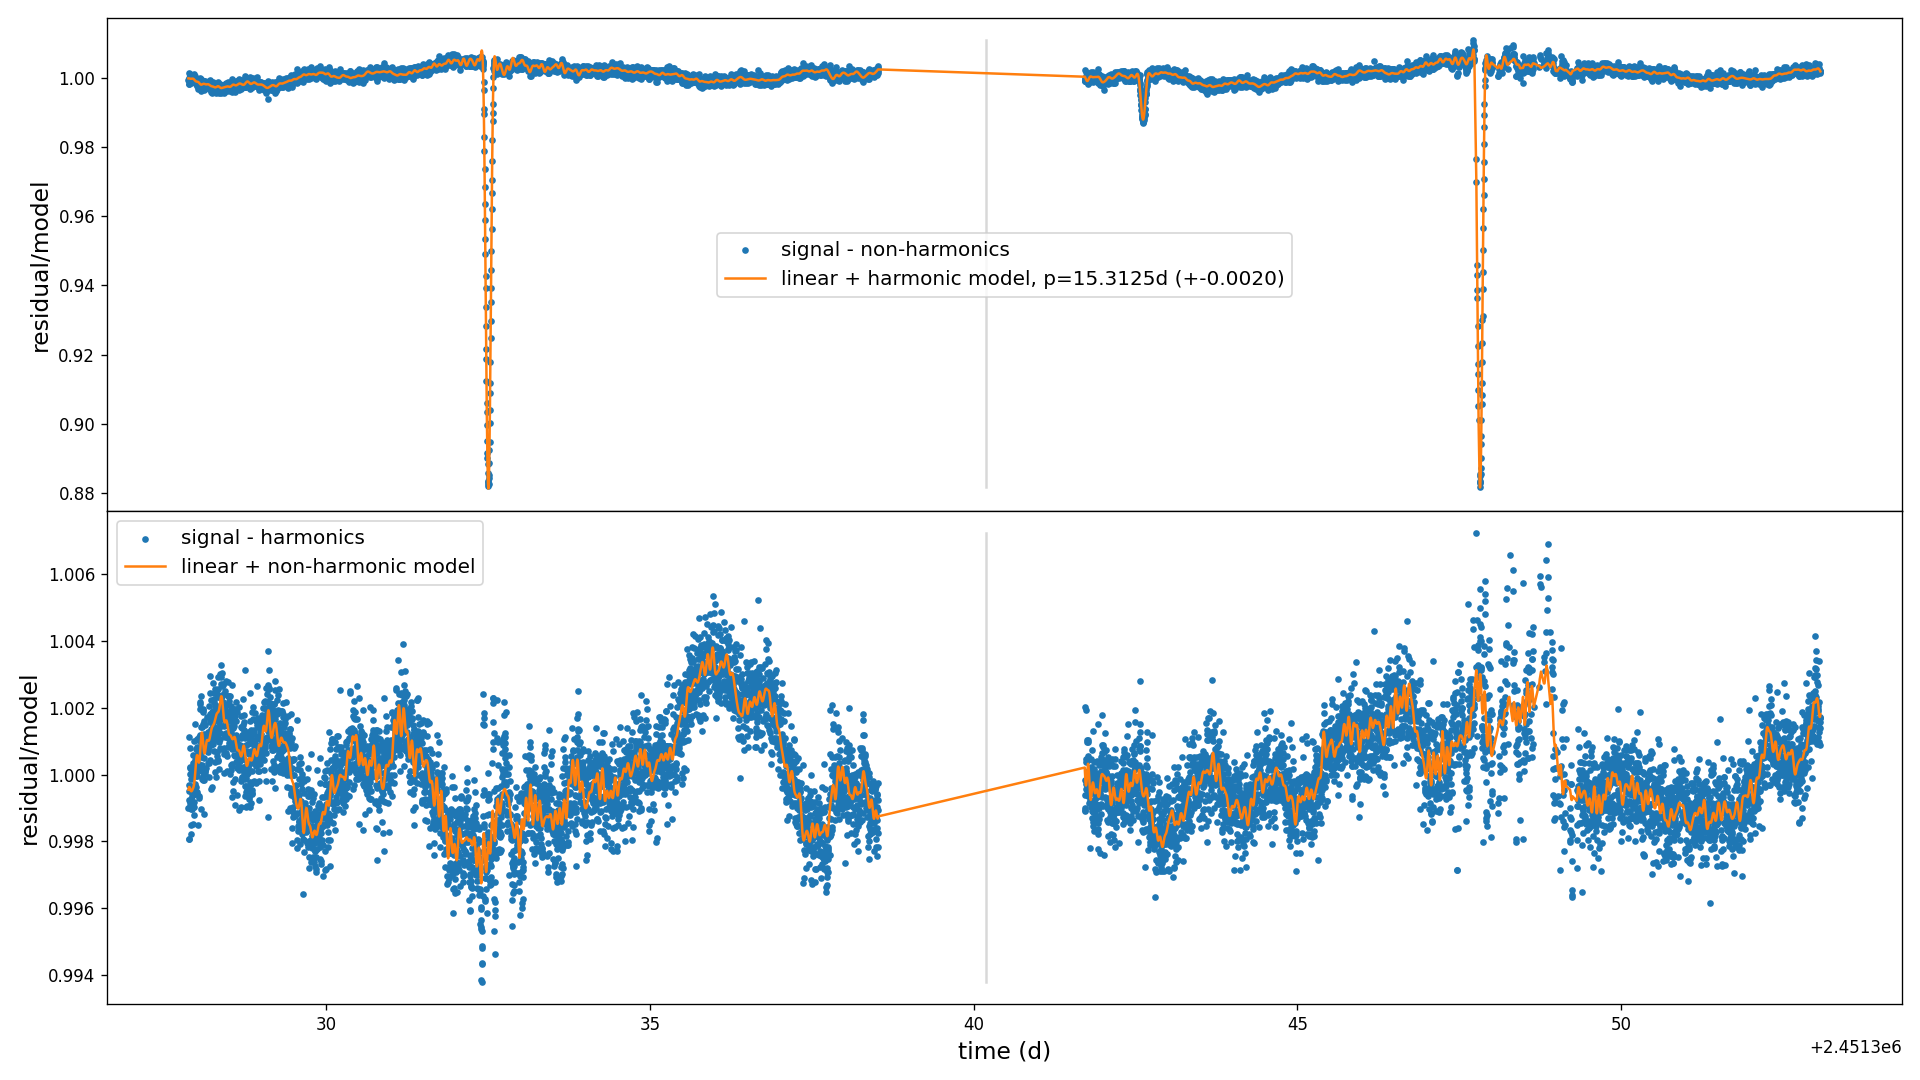 1.00
0.98
0.96
0.94
0.92
0.90
0.88
residual/model
signal - non-harmonics
linear + harmonic model, p=15.3125d (+-0.0020)
signal - harmonics
linear + non-harmonic model
1.006
1.004
1.002
1.000
0.998
0.996
0.994
residual/model
30 35 40 45 50
time (d)
+2.4513e6